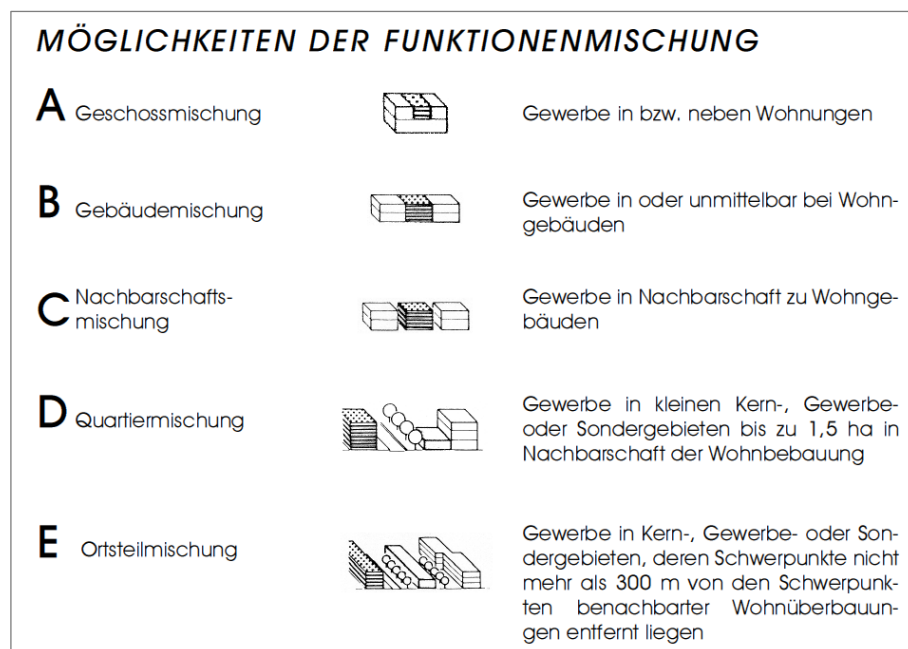 MÖGLICHKEITEN DER FUNKTIONENMISCHUNG
A Geschossmischung
Gewerbe in bzw. neben Wohnungen
B Gebäudemischung
Gewerbe in oder unmittelbar bei Wohn-
gebäuden
C Nachbarschafts-
mischung
Gewerbe in Nachbarschaft zu Wohnge-
bäuden
D Quartiermischung
Gewerbe in kleinen Kern-, Gewerbe-
oder Sondergebieten bis zu 1,5 ha in
Nachbarschaft der Wohnbebauung
E Ortsteilmischung
Gewerbe in Kern-, Gewerbe- oder Son-
dergebieten, deren Schwerpunkte nicht
mehr als 300 m von den Schwerpunk-
ten benachbarter Wohnüberbauun-
gen entfernt liegen